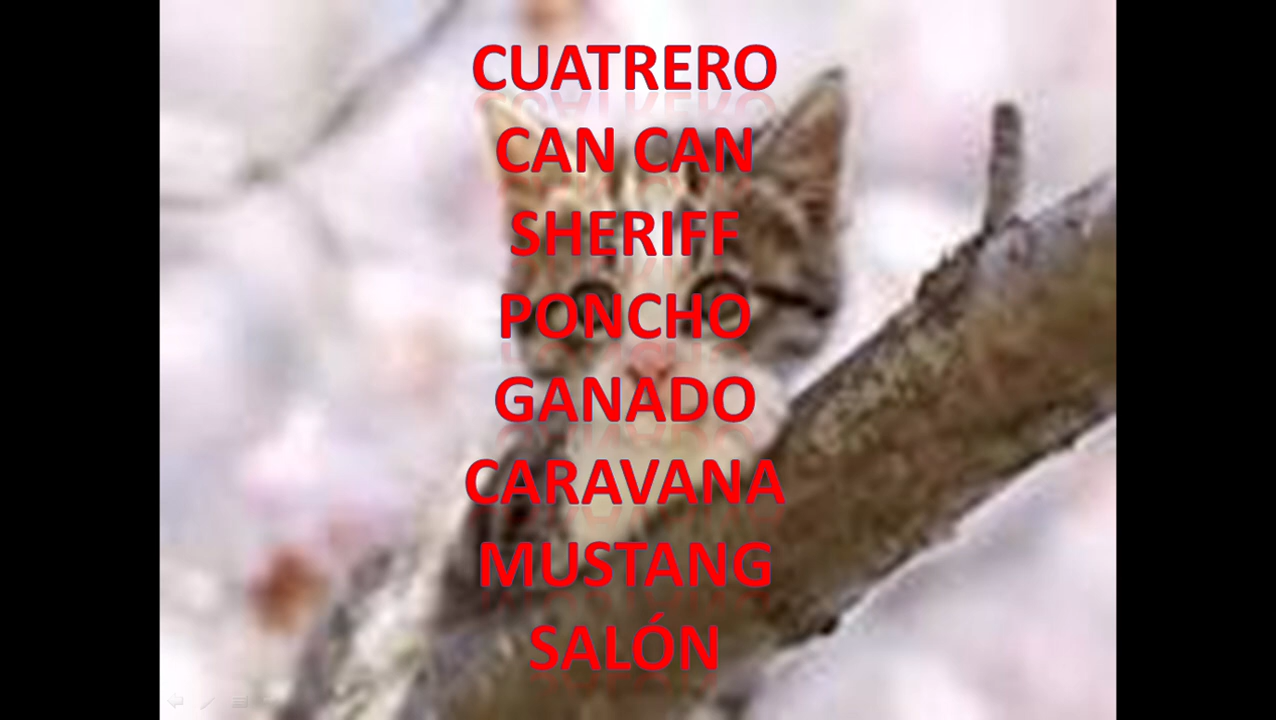 CUATRERO
CAN CAN
SHERIFF
PONCHO
GANADO
CARAVANA
MUSTANG
SALÓN